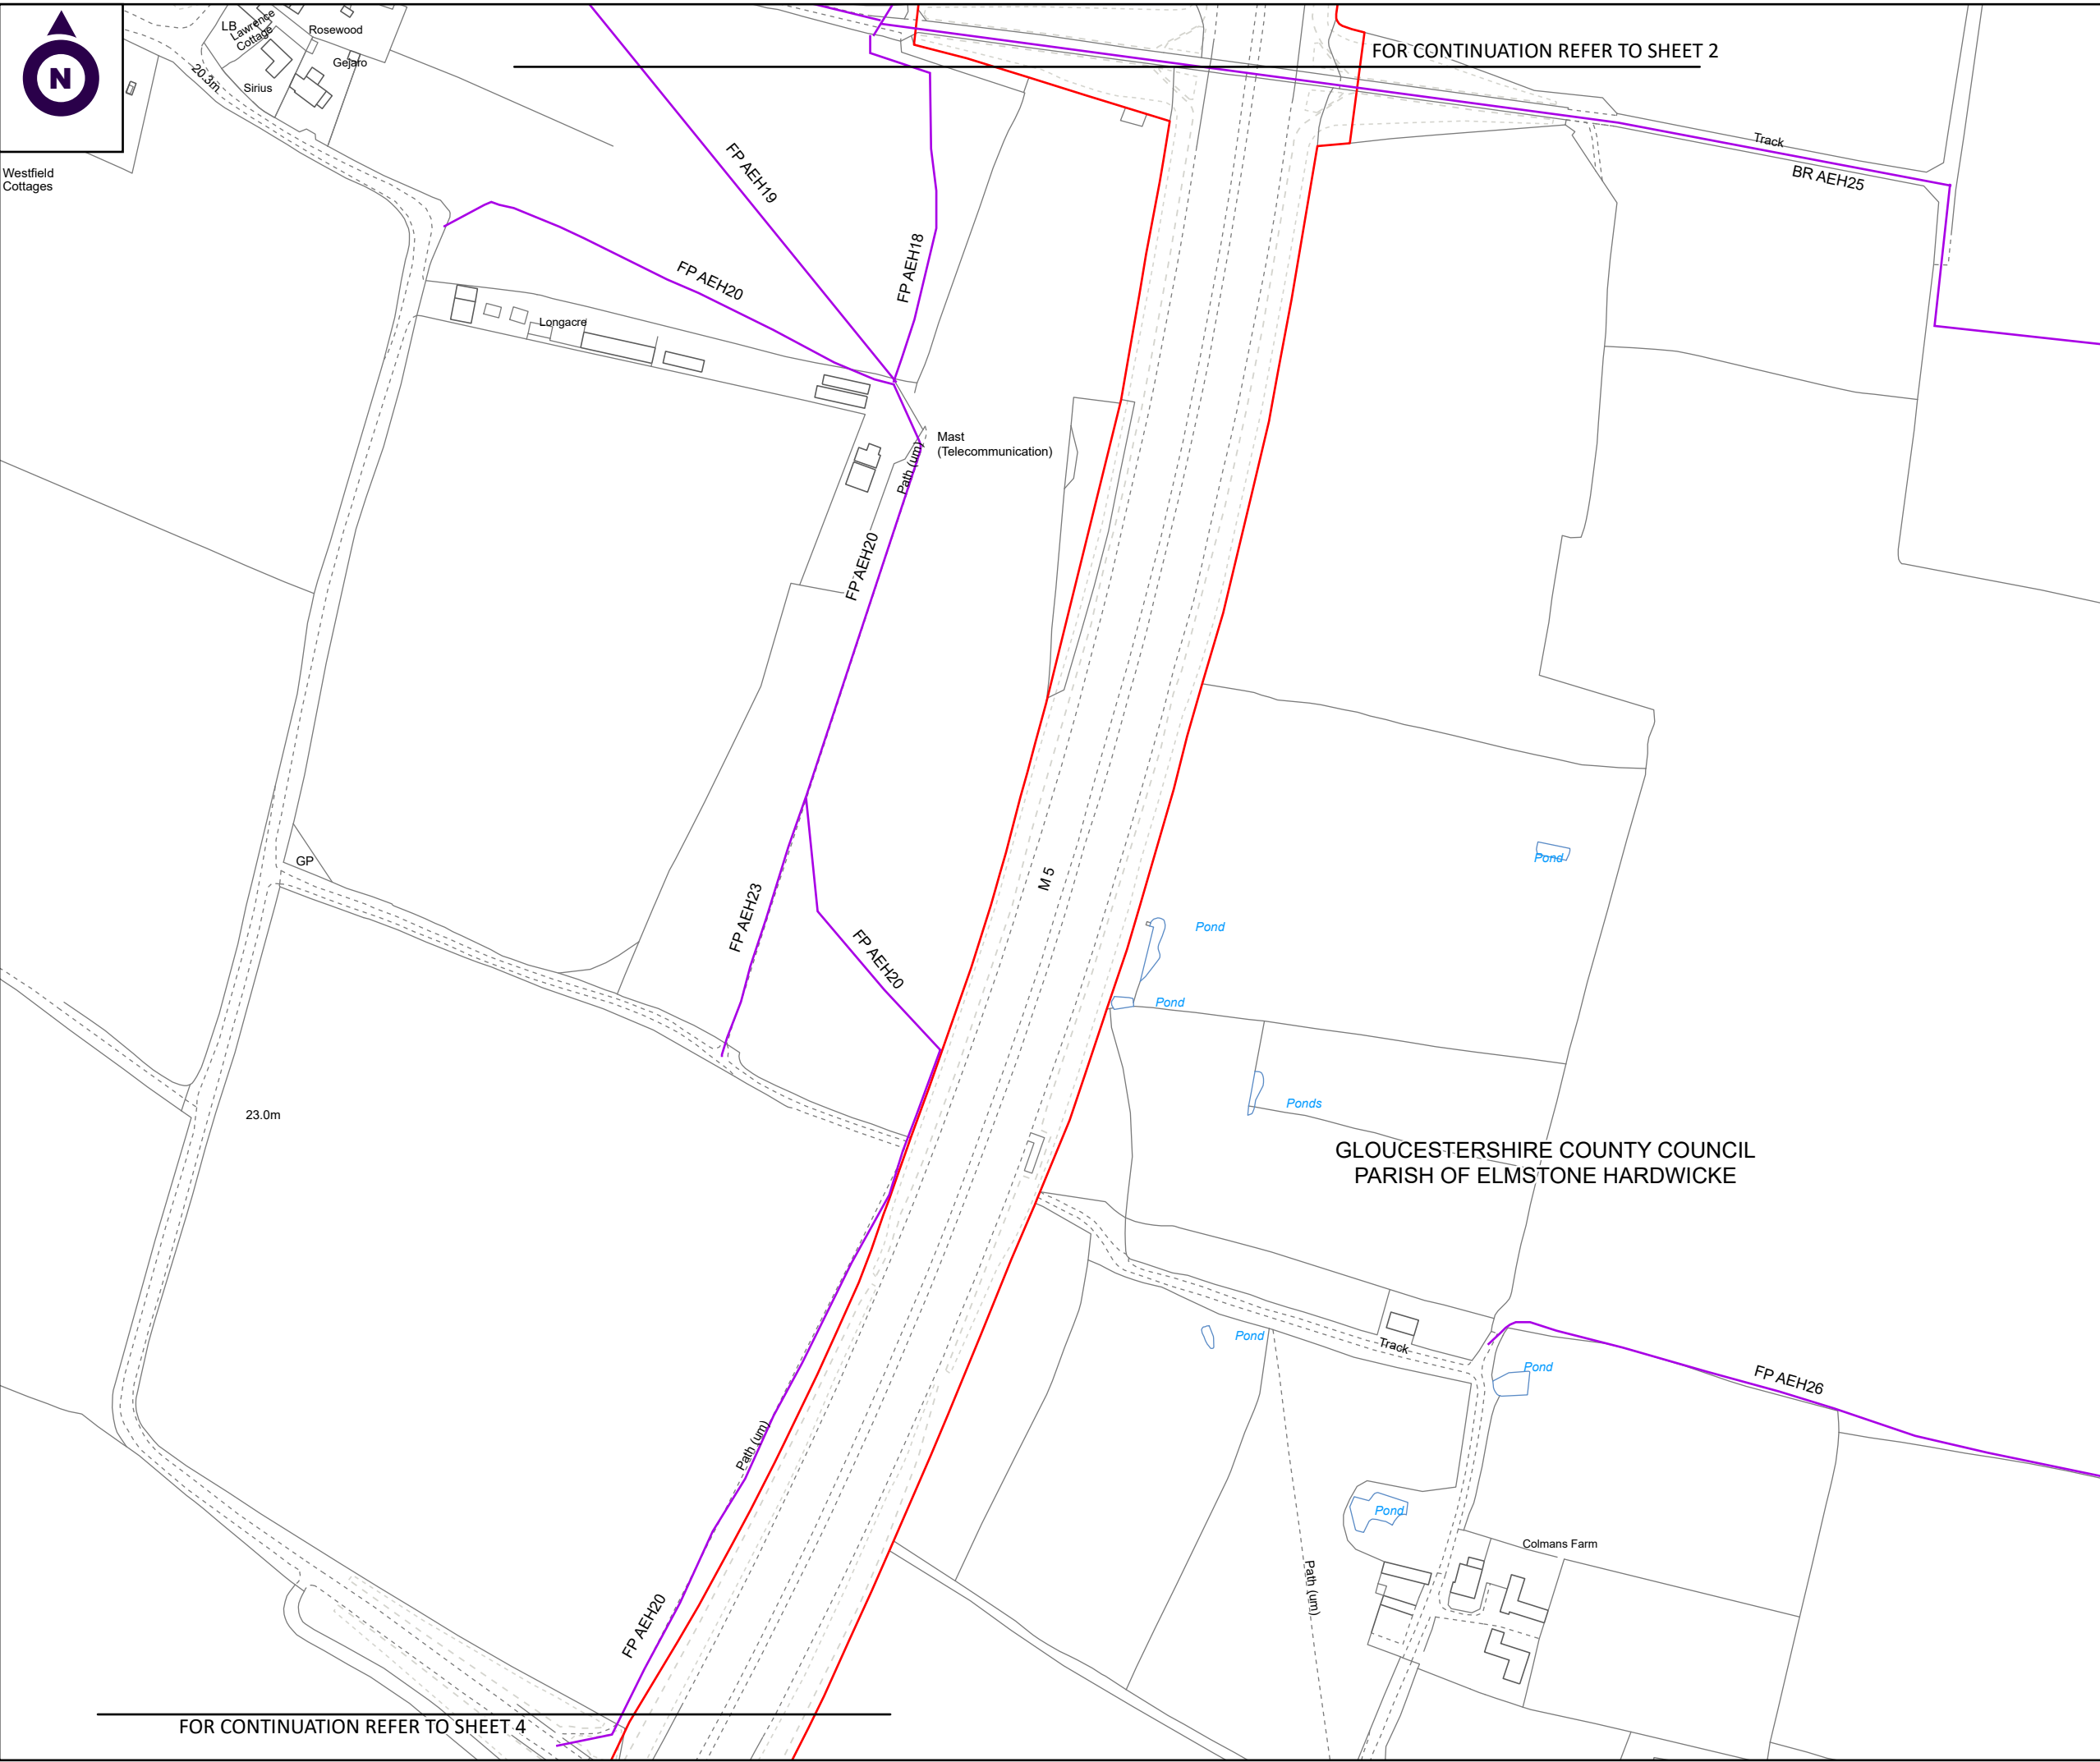 N
LB
Lawrence
Cottage
Rosewood
Gejaro
Sirius
20.3m
Westfield
Cottages
FOR CONTINUATION REFER TO SHEET 2
Track
BR AEH25
FP AEH19
FP AEH18
FP AEH20
Longacre
Mast
(Telecommunication)
Path (um)
FP AEH20
M 5
Pond
GP
FP AEH23
FP AEH20
Pond
Pond
Ponds
23.0m
GLOUCESTERSHIRE COUNTY COUNCIL
PARISH OF ELMSTONE HARDWICKE
Pond
Track
Pond
FP AEH26
Path (um)
Pond
Colmans Farm
Path (um)
FP AEH20
FOR CONTINUATION REFER TO SHEET 4